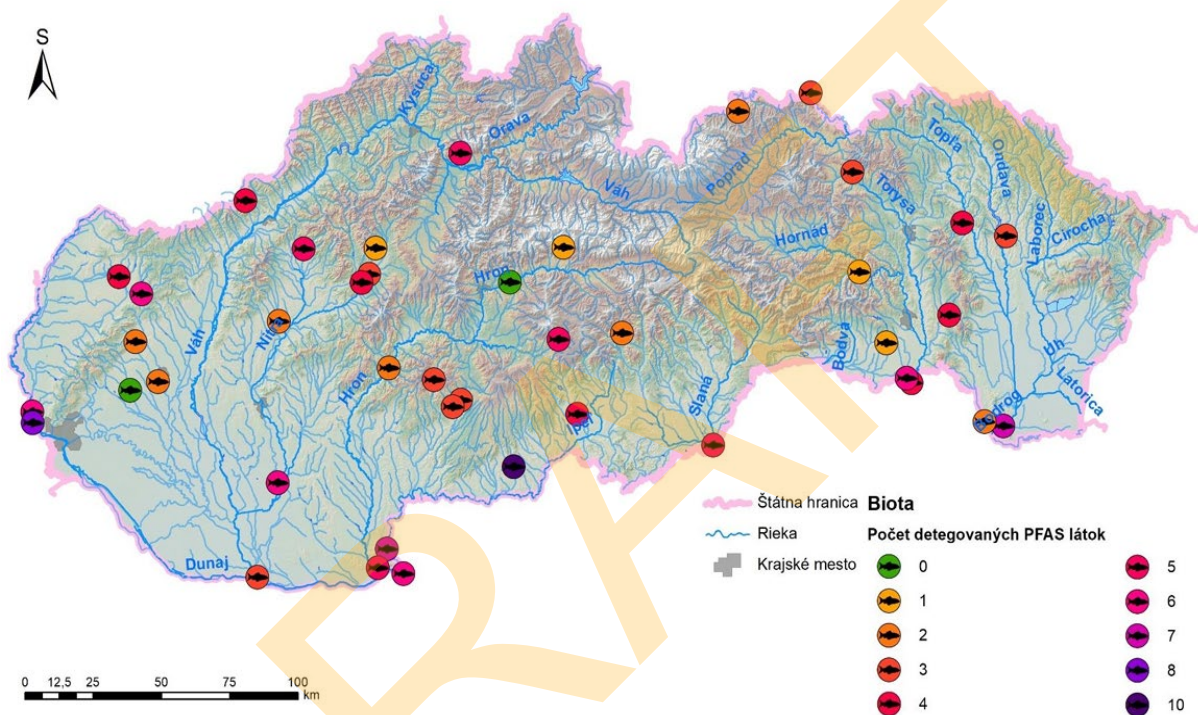 S
Kysuca
Orava
Váh
Poprad
Topľa
Ondava
Torysa
Laborec
Cirocha
Hornád
Hron
Váh
Nitra
Hron
Slaná
Bodva
Uh
Latorica
Bodrog
Ipeľ
Dunaj
Štátna hranica
Rieka
Krajské mesto
Biota
Počet detegovaných PFAS látok
0
1
2
3
4
5
6
7
8
10
0 12,5 25 50 75 100
km
DRAFT